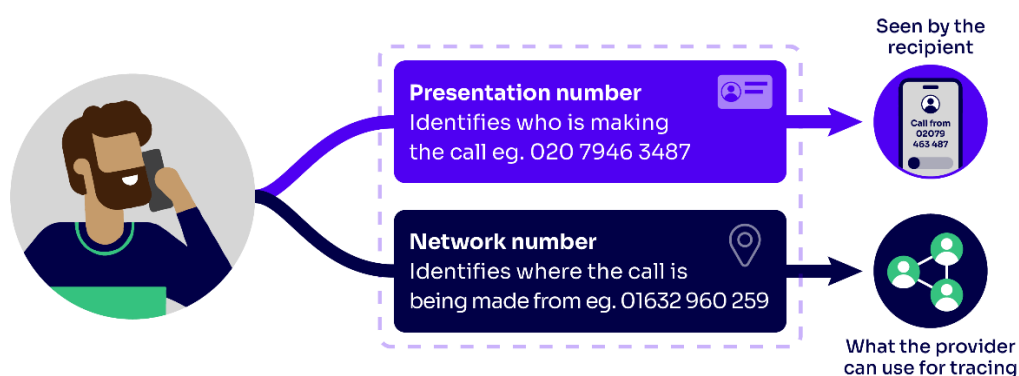 Seen by the
recipient
Presentation number
Identifies who is making
the call eg. 020 7946 3487
Call from
02079
463 487
Network number
Identifies where the call is
being made from eg. 01632 960 259
What the provider
can use for tracing